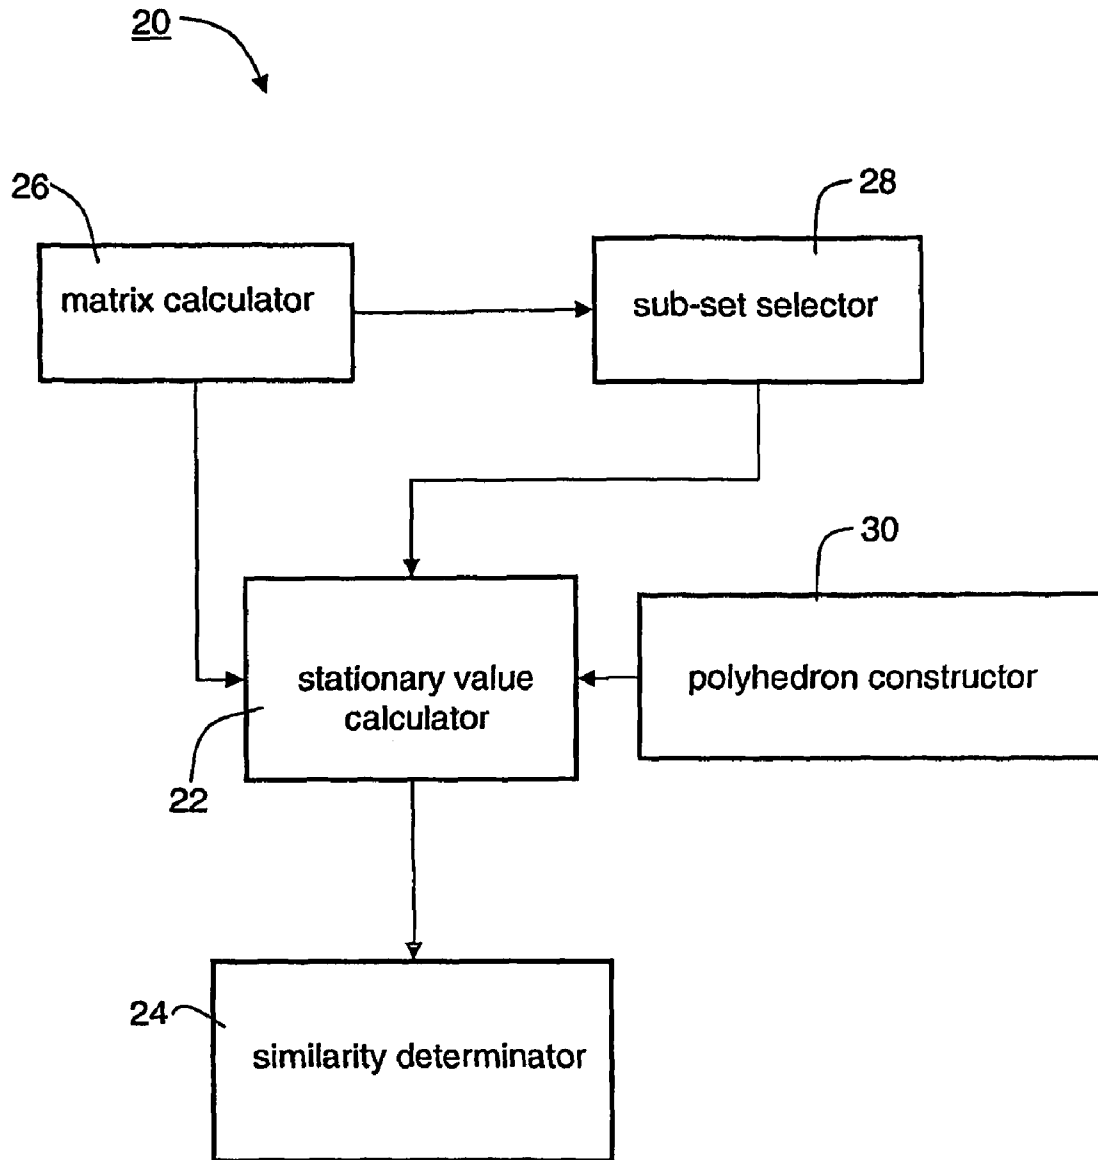 20
26
28
matrix calculator
sub-set selector
30
stationary value
calculator
polyhedron constructor
22
24
similarity determinator